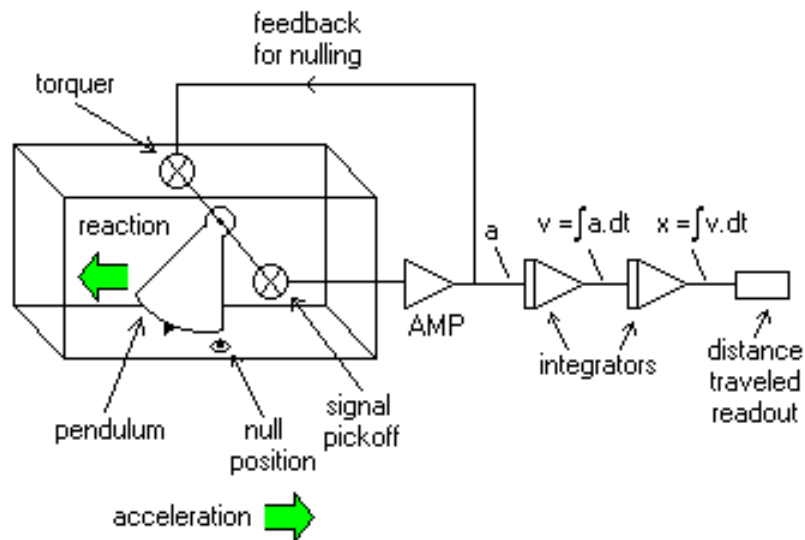 feedback
for nulling
torquer
reaction
a
v = ∫a.dt
x = ∫v.dt
AMP
integrators
distance
traveled
readout
pendulum
null
position
signal
pickoff
acceleration